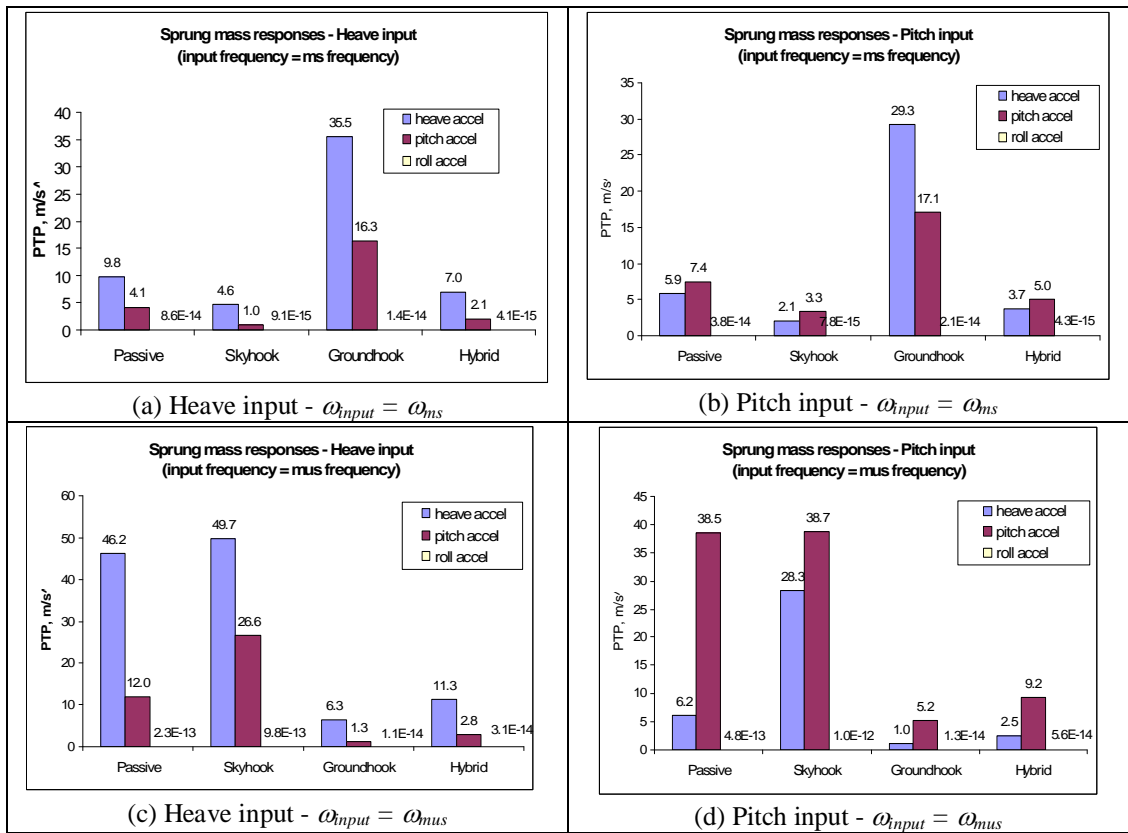 Sprung mass responses - Heave input
(input frequency = ms frequency)
PTP, m/s^
40
35
30
25
20
15
10
5
0
heave accel
pitch accel
roll accel
9.8
4.1
8.6E-14
4.6
1.0
9.1E-15
35.5
16.3
1.4E-14
7.0
2.1
4.1E-15
Passive Skyhook Groundhook Hybrid
(a) Heave input - ωinput = ωms
Sprung mass responses - Pitch input
(input frequency = ms frequency)
PTP, m/s
35
30
25
20
15
10
5
0
heave accel
pitch accel
roll accel
5.9
7.4
3.8E-14
2.1
3.3
7.8E-15
29.3
17.1
2.1E-14
3.7
5.0
4.3E-15
Passive Skyhook Groundhook Hybrid
(b) Pitch input - ωinput = ωms
Sprung mass responses - Heave input
(input frequency = mus frequency)
PTP, m/s
60
50
40
30
20
10
0
heave accel
pitch accel
roll accel
46.2
12.0
2.3E-13
49.7
26.6
9.8E-13
6.3
1.3
1.1E-14
11.3
2.8
3.1E-14
Passive Skyhook Groundhook Hybrid
(c) Heave input - ωinput = ωmus
Sprung mass responses - Pitch input
(input frequency = mus frequency)
PTP, m/s
45
40
35
30
25
20
15
10
5
0
heave accel
pitch accel
roll accel
6.2
38.5
4.8E-13
28.3
38.7
1.0E-12
1.0
5.2
1.3E-14
2.5
9.2
5.6E-14
Passive Skyhook Groundhook Hybrid
(d) Pitch input - ωinput = ωmus